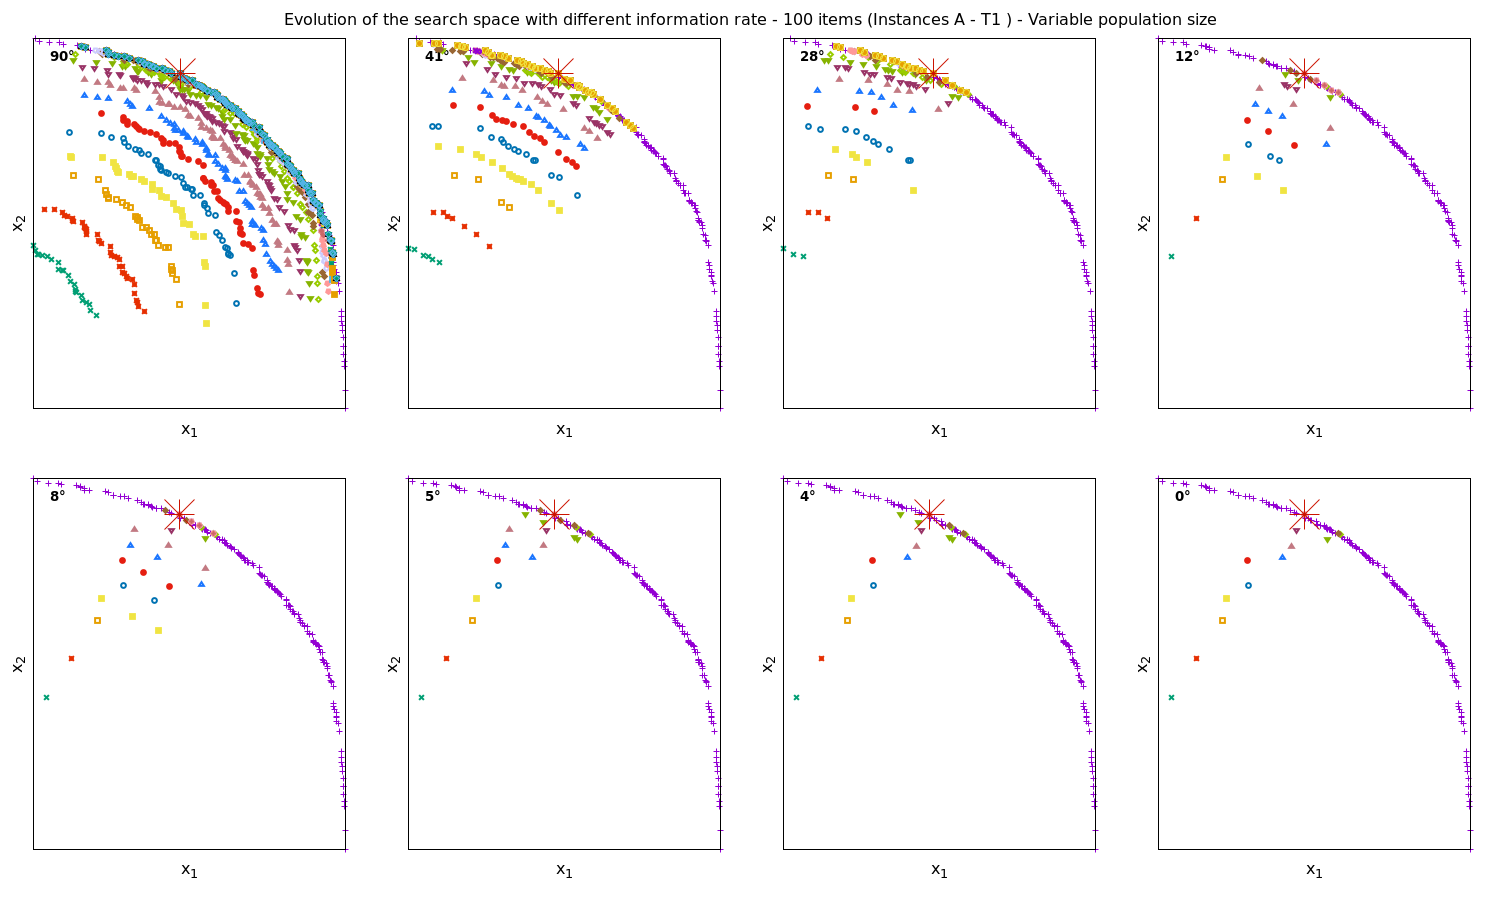 Evolution of the search space with different information rate - 100 items (Instances A - T1 ) - Variable population size
90°
41°
28°
12°
x2
x2
x2
x2
x1
x1
x1
x1
8°
5°
4°
0°
x2
x2
x2
x2
x1
x1
x1
x1